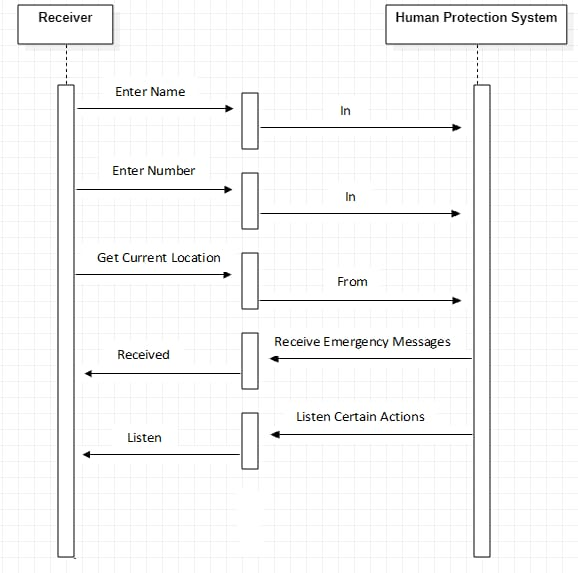 Receiver
Human Protection System
Enter Name
In
Enter Number
In
Get Current Location
From
Receive Emergency Messages
Received
Listen Certain Actions
Listen